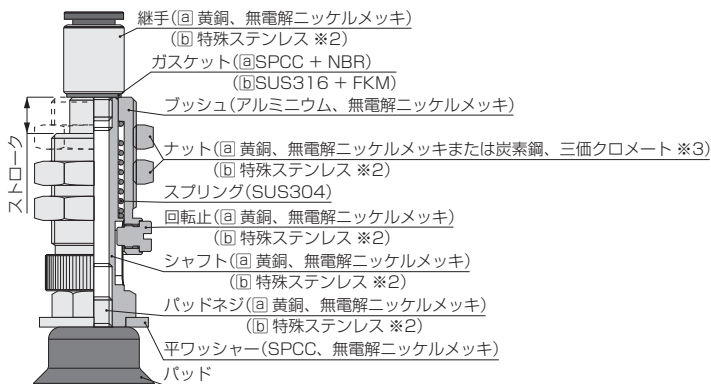 継手(ⓐ 黄銅、無電解ニッケルメッキ)
(ⓑ 特殊ステンレス ※2)
ガスケット(ⓐSPCC + NBR)
(ⓑSUS316 + FKM)
ブッシュ(アルミニウム、無電解ニッケルメッキ)
ナット(ⓐ 黄銅、無電解ニッケルメッキまたは炭素鋼、三価クロメート ※3)
(ⓑ 特殊ステンレス ※2)
ストローク
スプリング(SUS304)
回転止(ⓐ 黄銅、無電解ニッケルメッキ)
(ⓑ 特殊ステンレス ※2)
シャフト(ⓐ 黄銅、無電解ニッケルメッキ)
(ⓑ 特殊ステンレス ※2)
パッドネジ(ⓐ 黄銅、無電解ニッケルメッキ)
(ⓑ 特殊ステンレス ※2)
平ワッシャー(SPCC、無電解ニッケルメッキ)
パッド